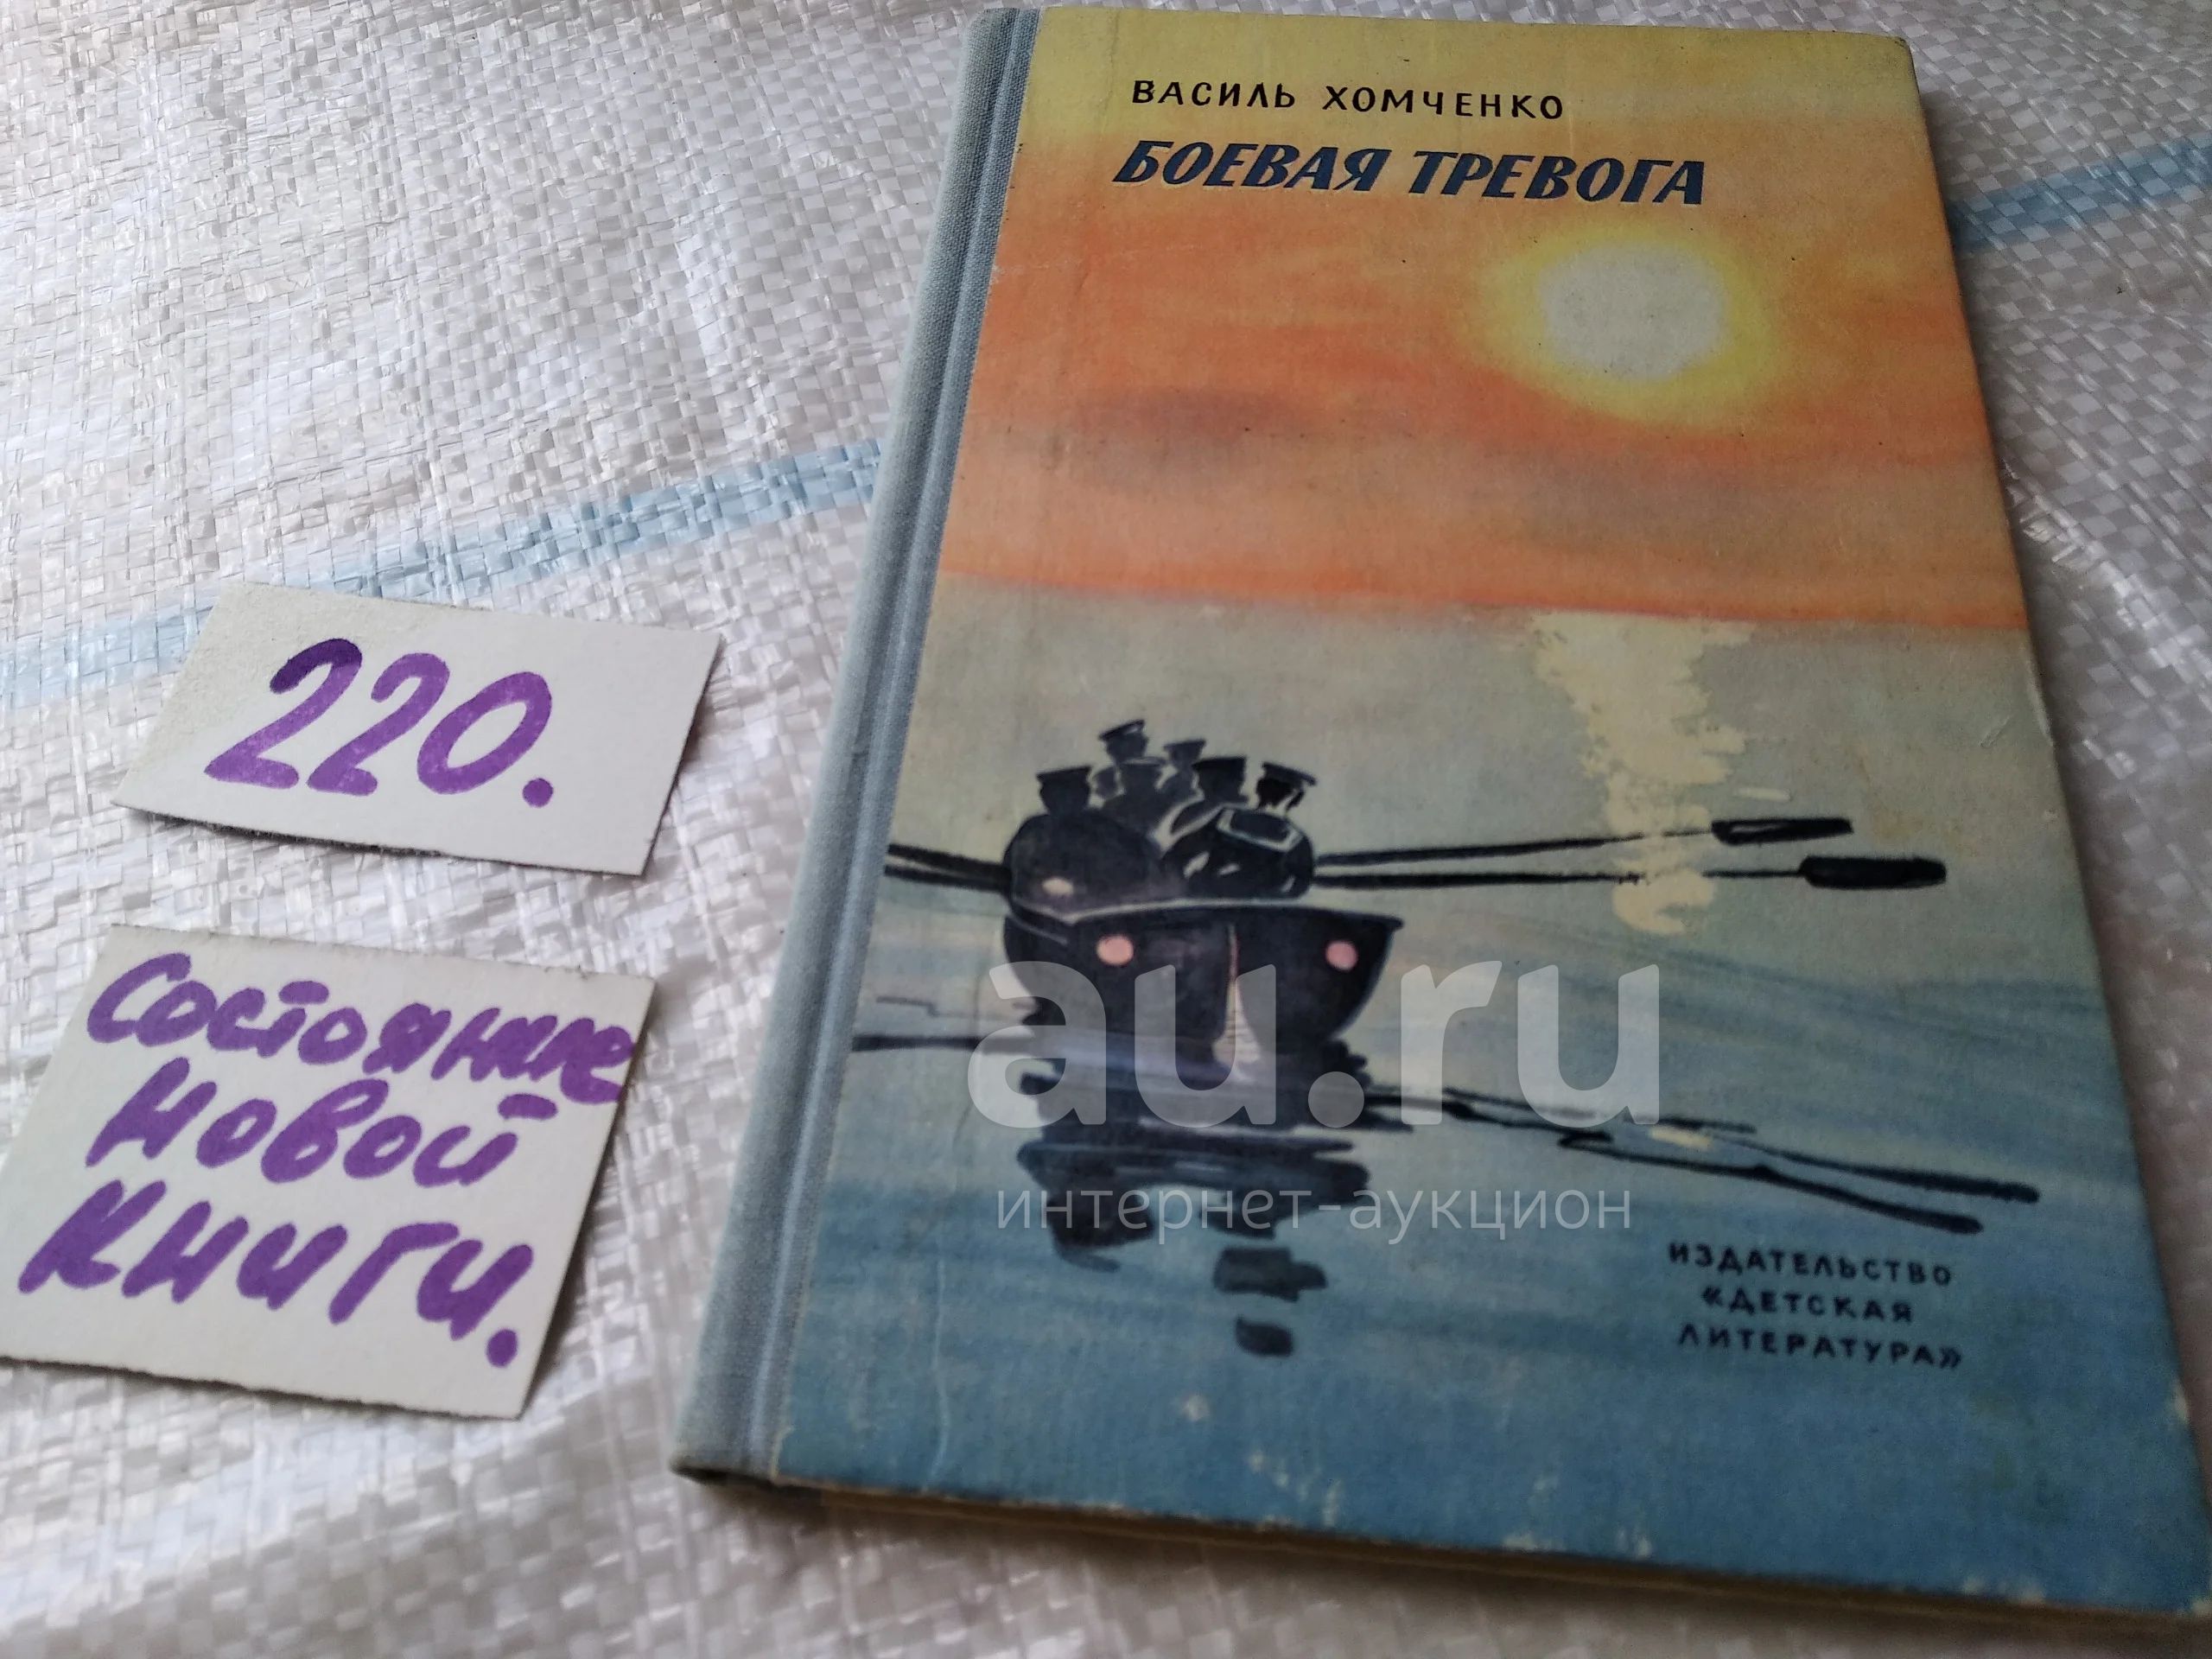 ВАСИЛЬ ХОМЧЕНКО
БОЕВАЯ ТРЕВОГА
220.
Состояние
новой
книги.
au.ru
интернет-аукцион
ИЗДАТЕЛЬСТВО
«ДЕТСКАЯ
ЛИТЕРАТУРА»